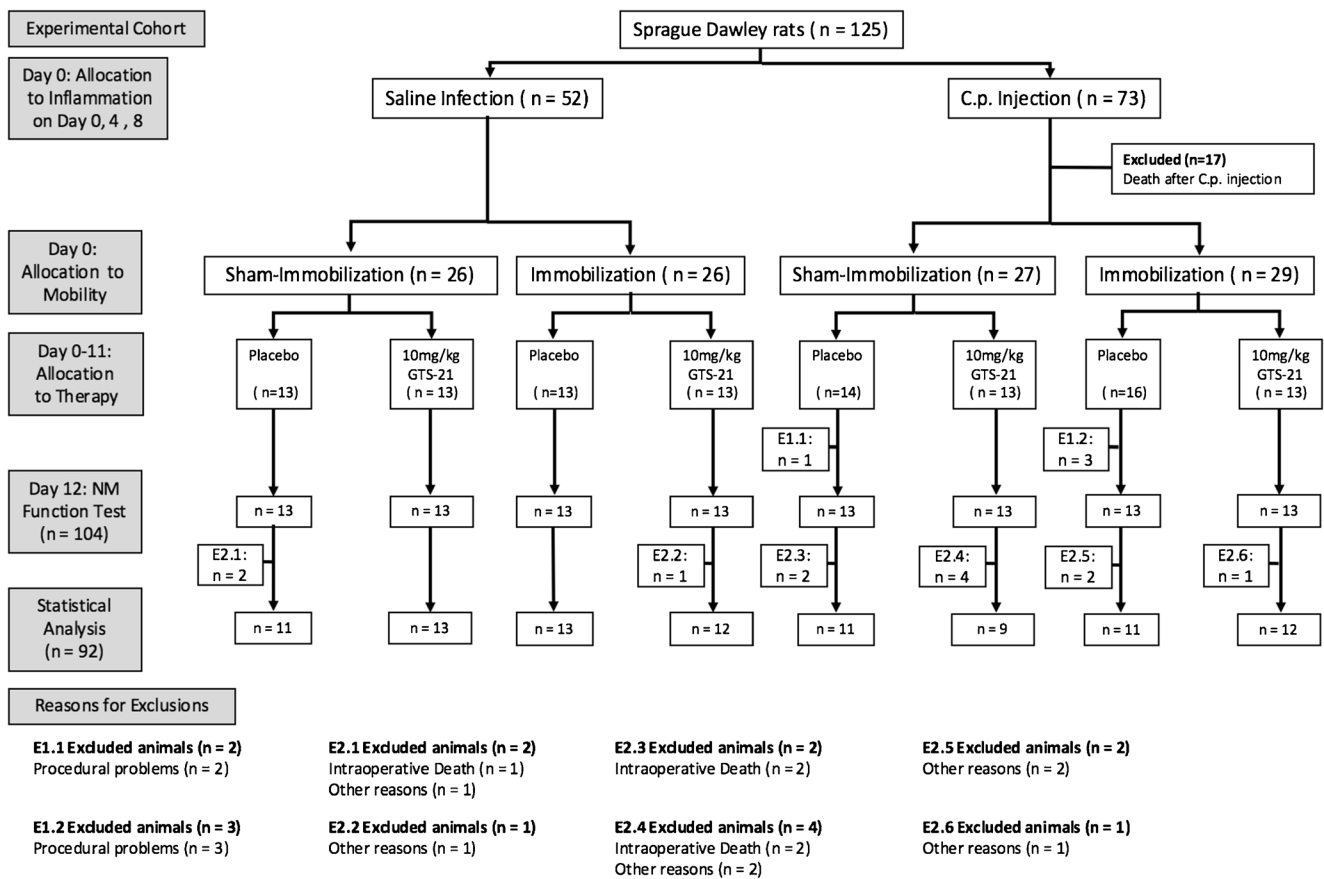 Experimental Cohort
Sprague Dawley rats ( n = 125)
Day 0: Allocation
to Inflammation
on Day 0, 4 , 8
Saline Infection ( n = 52)
C.p. Injection ( n = 73)
Excluded (n=17)
Death after C.p. injection
Day 0:
Allocation to
Mobility
Sham-Immobilization (n = 26)
Immobilization ( n = 26)
Sham-Immobilization ( n = 27)
Immobilization ( n = 29)
Day 0-11:
Allocation
to Therapy
Placebo
( n=13)
10mg/kg
GTS-21
( n = 13)
Placebo
( n=13)
10mg/kg
GTS-21
( n = 13)
Placebo
( n=14)
10mg/kg
GTS-21
( n = 13)
Placebo
( n=16)
10mg/kg
GTS-21
( n = 13)
E1.1:
n = 1
E1.2:
n = 3
Day 12: NM
Function Test
(n = 104)
n = 13
n = 13
n = 13
n = 13
n = 13
n = 13
n = 13
n = 13
E2.1:
n = 2
E2.2:
n = 1
E2.3:
n = 2
E2.4:
n = 4
E2.5:
n = 2
E2.6:
n = 1
Statistical
Analysis
(n = 92)
n = 11
n = 13
n = 13
n = 12
n = 11
n = 9
n = 11
n = 12
Reasons for Exclusions
E1.1 Excluded animals (n = 2)
Procedural problems (n = 2)
E2.1 Excluded animals (n = 2)
Intraoperative Death (n = 1)
Other reasons (n = 1)
E2.3 Excluded animals (n = 2)
Intraoperative Death (n = 2)
E2.5 Excluded animals (n = 2)
Other reasons (n = 2)
E1.2 Excluded animals (n = 3)
Procedural problems (n = 3)
E2.2 Excluded animals (n = 1)
Other reasons (n = 1)
E2.4 Excluded animals (n = 4)
Intraoperative Death (n = 2)
Other reasons (n = 2)
E2.6 Excluded animals (n = 1)
Other reasons (n = 1)